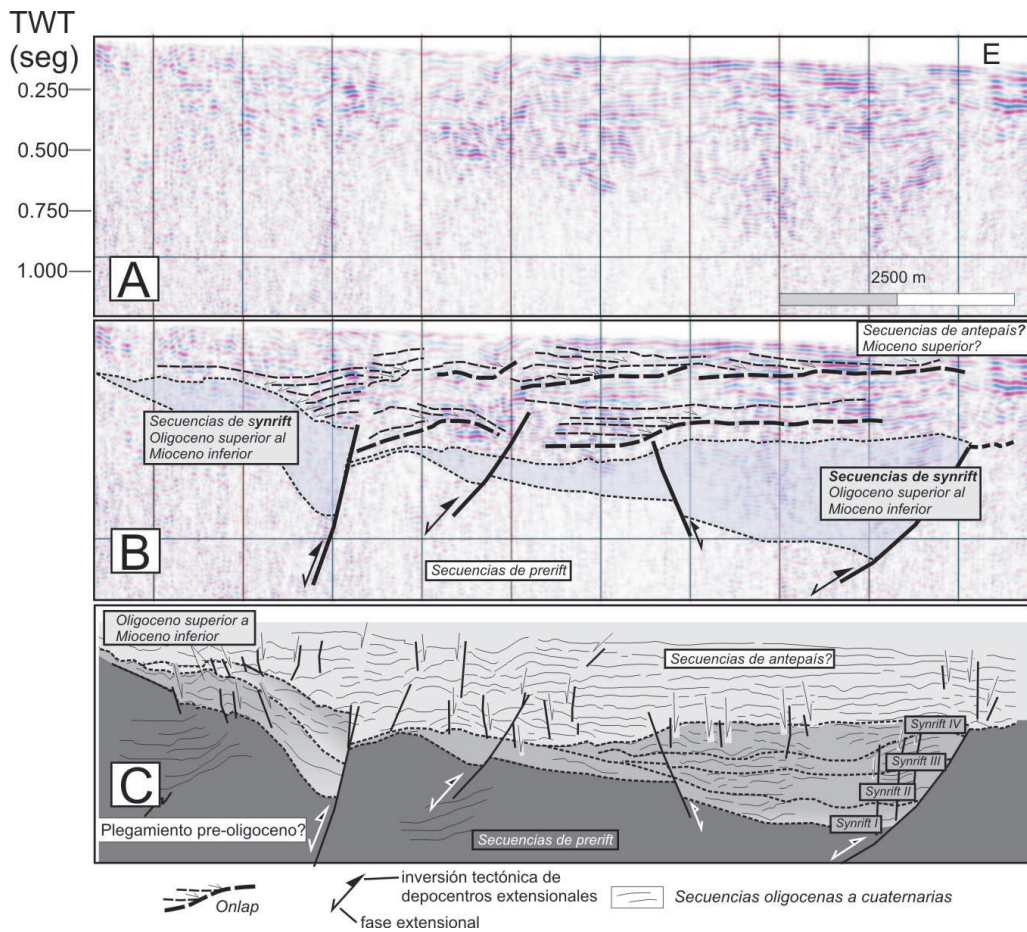 TWT
(seg)
E
0.250
0.500
0.750
1.000
A
2500 m
Secuencias de antepaís?
Mioceno superior?
Secuencias de synrift
Oligoceno superior al
Mioceno inferior
Secuencias de synrift
Oligoceno superior al
Mioceno inferior
B
Secuencias de prerift
Oligoceno superior a
Mioceno inferior
Secuencias de antepaís?
Synrift IV
Synrift III
Synrift II
Synrift I
C
Plegamiento pre-oligoceno?
Secuencias de prerift
Onlap
inversión tectónica de
depocentros extensionales
fase extensional
Secuencias oligocenas a cuaternarias